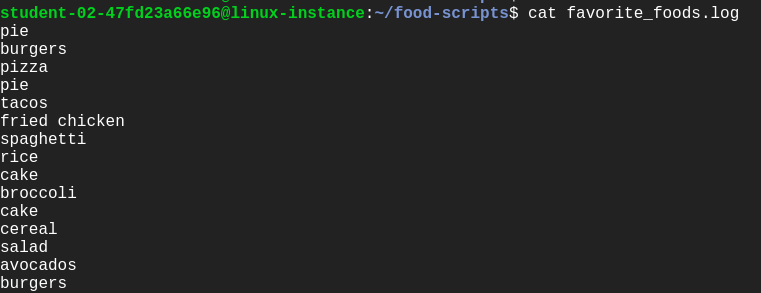 student-02-47fd23a66e96@linux-instance:~/food-scripts$ cat favorite_foods.log
pie
burgers
pizza
pie
tacos
fried chicken
spaghetti
rice
cake
broccoli
cake
cereal
salad
avocados
burgers